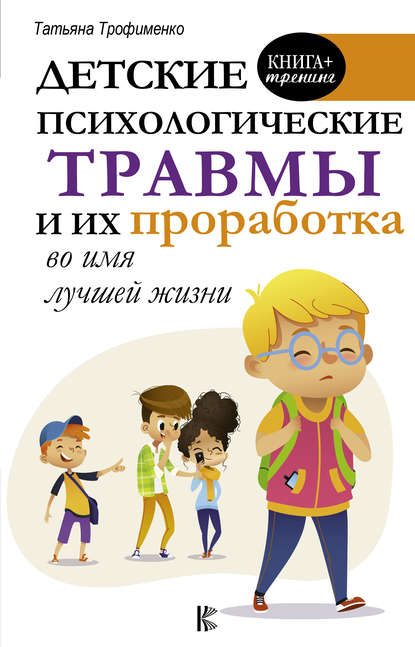 Татьяна Трофименко
КНИГА+
тренинг
ДЕТСКИЕ
ПСИХОЛОГИЧЕСКИЕ
ТРАВМЫ
И ИХ проработка
во имя
лучшей жизни
К